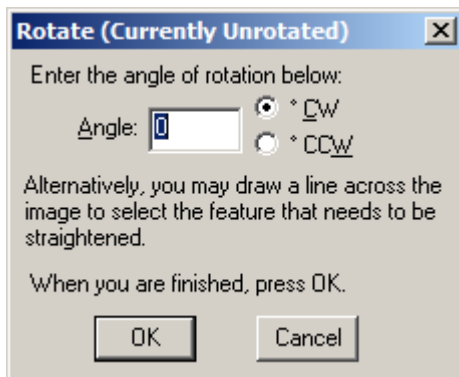 Rotate (Currently Unrotated)
Enter the angle of rotation below:
Angle: 0
° CW
° CCW
Alternatively, you may draw a line across the
image to select the feature that needs to be
straightened.
When you are finished, press OK.
OK Cancel